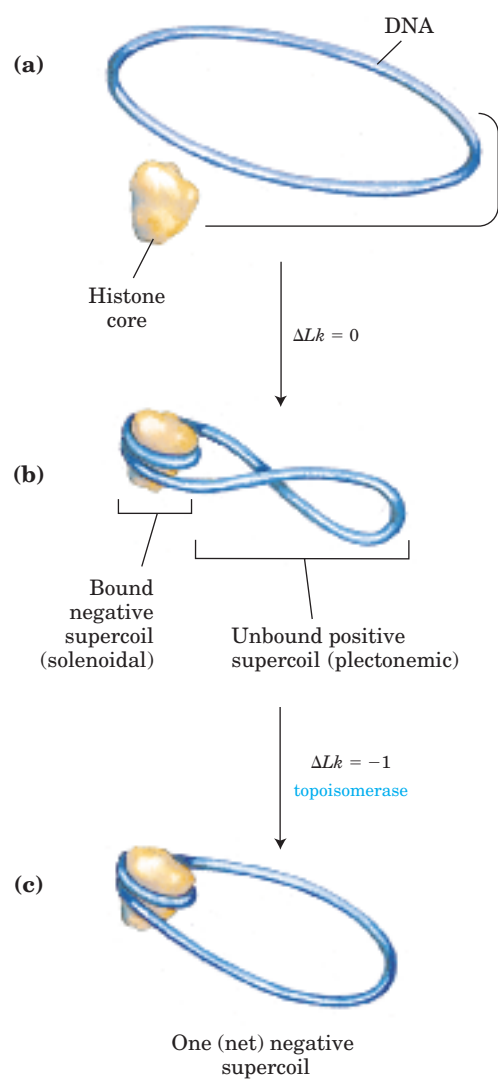 DNA
(a)
Histone
core
ΔLk = 0
(b)
Bound
negative
supercoil
(solenoidal)
Unbound positive
supercoil (plectonemic)
ΔLk = −1
topoisomerase
(c)
One (net) negative
supercoil